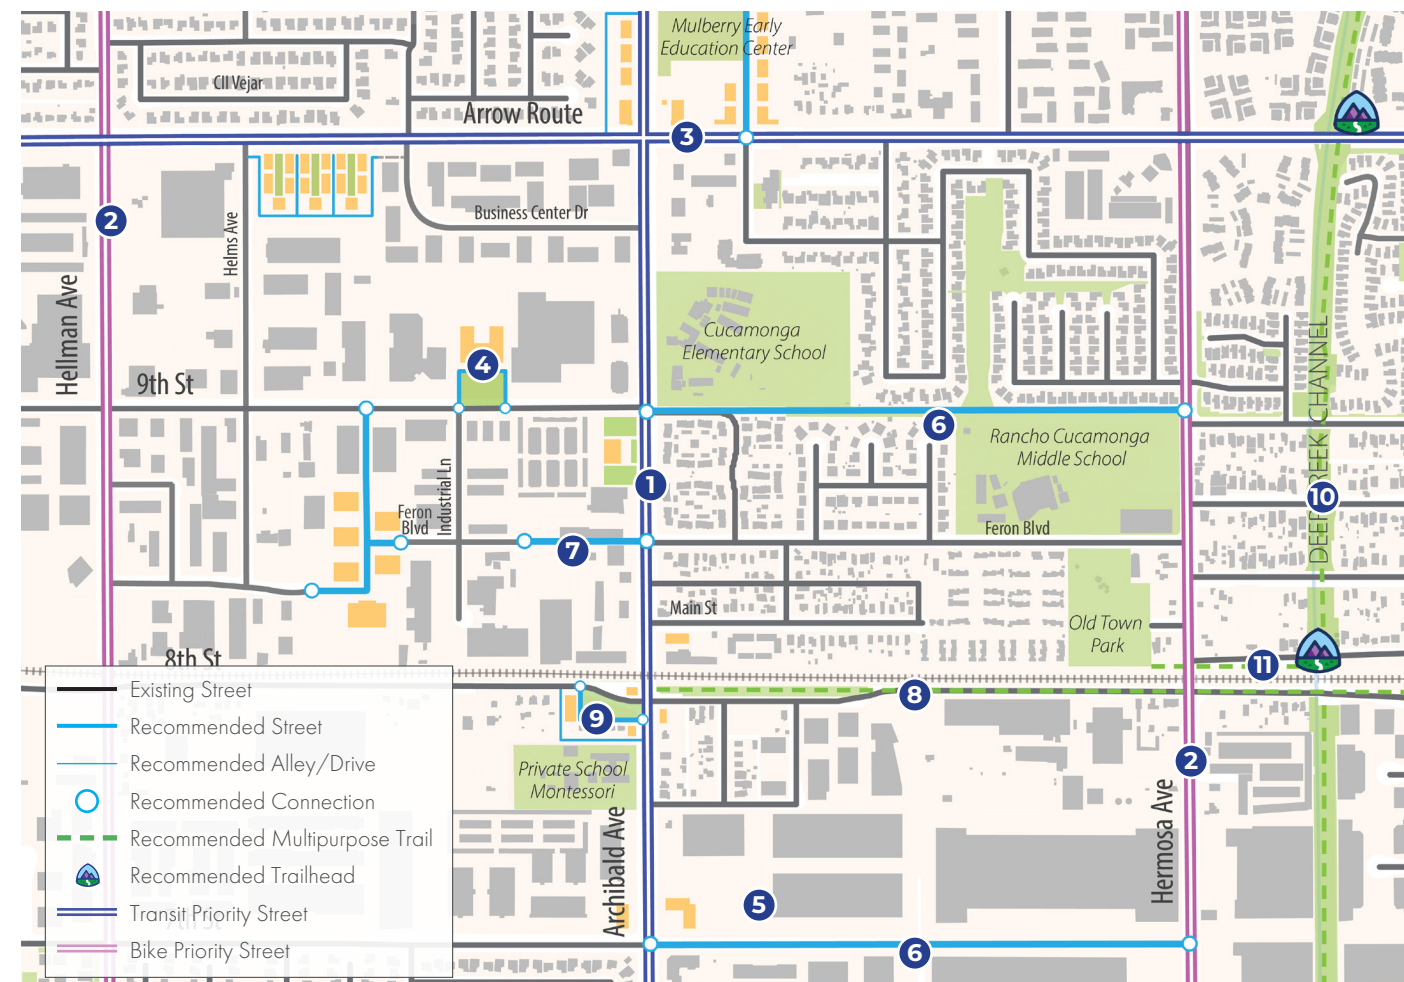 Mulberry Early
Education Center
Cll Vejar
Arrow Route
3
2
Helms Ave
Business Center Dr
Hellman Ave
Cucamonga
Elementary School
4
9th St
6
Rancho Cucamonga
Middle School
DEER CREEK CHANNEL
1
10
Feron
Blvd
Industrial Ln
Feron Blvd
7
Main St
Old Town
Park
8th St
11
8
9
Existing Street
Recommended Street
Recommended Alley/Drive
Recommended Connection
Recommended Multipurpose Trail
Recommended Trailhead
Transit Priority Street
Bike Priority Street
7th St
Private School
Montessori
2
Archibald Ave
Hermosa Ave
5
6